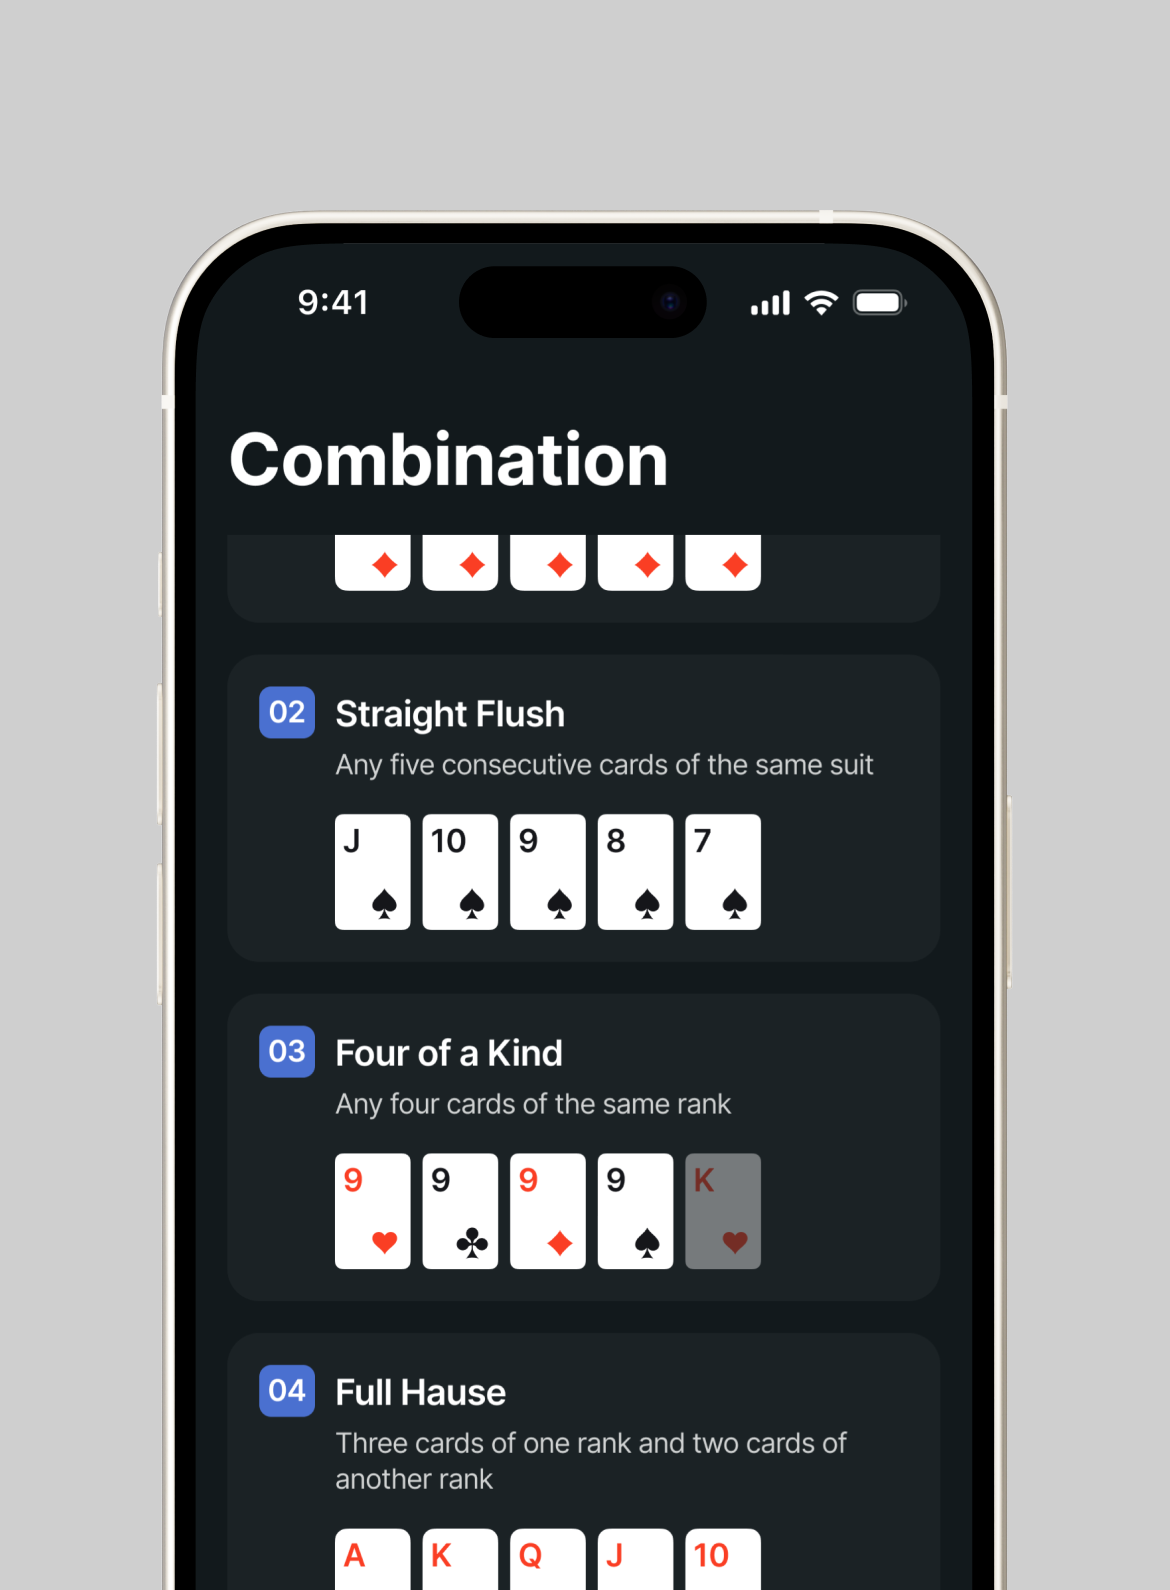 9:41
Combination
02 Straight Flush
Any five consecutive cards of the same suit
J 10 9 8 7
03 Four of a Kind
Any four cards of the same rank
9 9 9 9 K
04 Full Hause
Three cards of one rank and two cards of
another rank
A K Q J 10